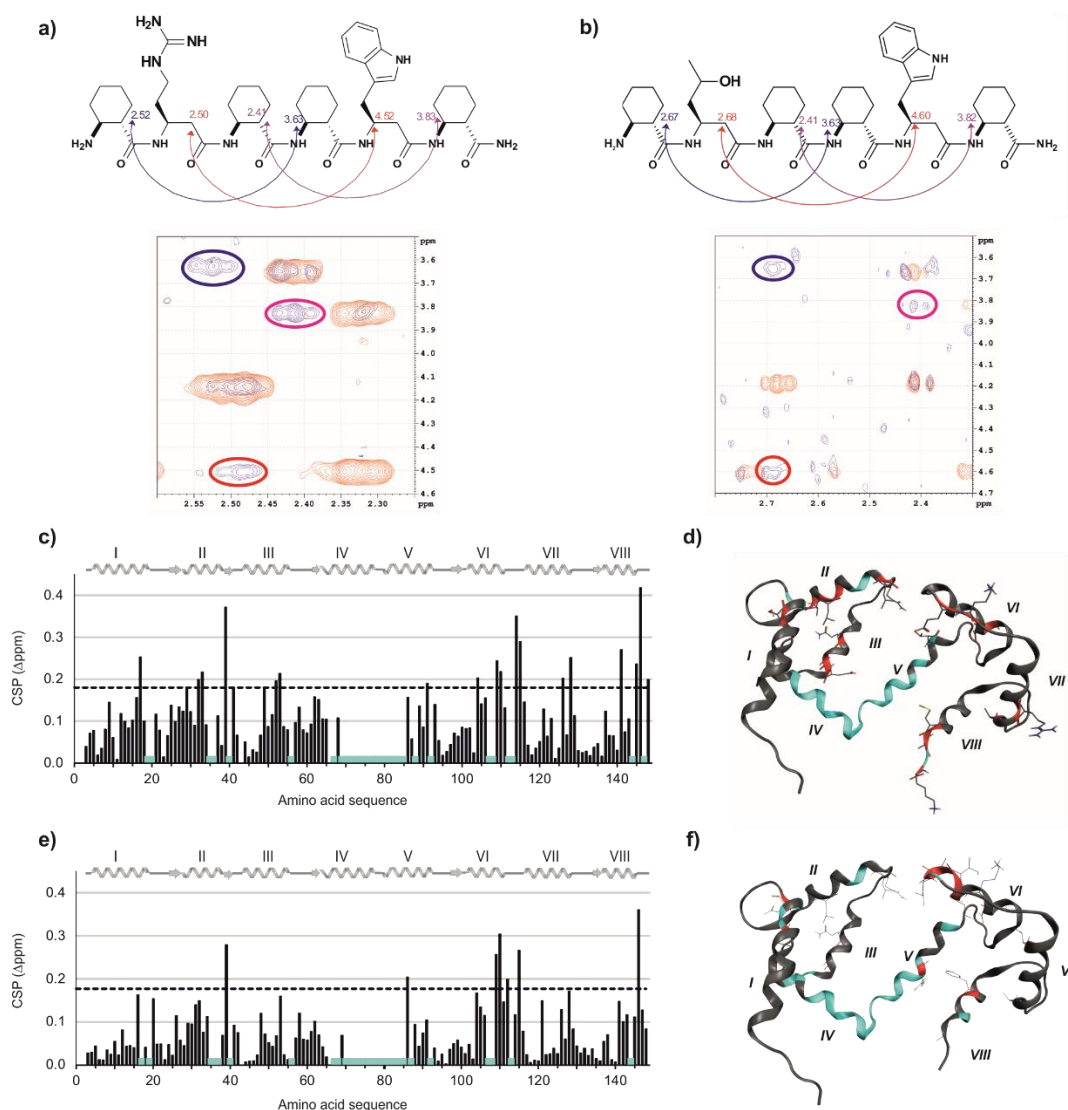 a)
H₂N
NH
HN
NH
2.52 2.50 2.41 3.63 4.52 3.83
H₂N
NH NH NH NH NH NH₂
O O O O O O
b)
OH
NH
2.67 2.68 2.41 3.63 4.60 3.82
NH NH NH NH NH NH₂
O O O O O O
ppm
3.6
3.7
3.8
3.9
4.0
4.1
4.2
4.3
4.4
4.5
4.6
2.55 2.50 2.45 2.40 2.35 2.30 ppm
ppm
3.6
3.7
3.8
3.9
4.0
4.1
4.2
4.3
4.4
4.5
4.6
4.7
2.7 2.6 2.5 2.4 ppm
c)
I II III IV V VI VII VIII
CSP (Δppm)
0.4
0.3
0.2
0.1
0.0
0 20 40 60 80 100 120 140
Amino acid sequence
d)
II
VI
III
I
V
VII
IV
VIII
e)
I II III IV V VI VII VIII
CSP (Δppm)
0.4
0.3
0.2
0.1
0.0
0 20 40 60 80 100 120 140
Amino acid sequence
f)
II
VI
III
V
I
IV
VIII